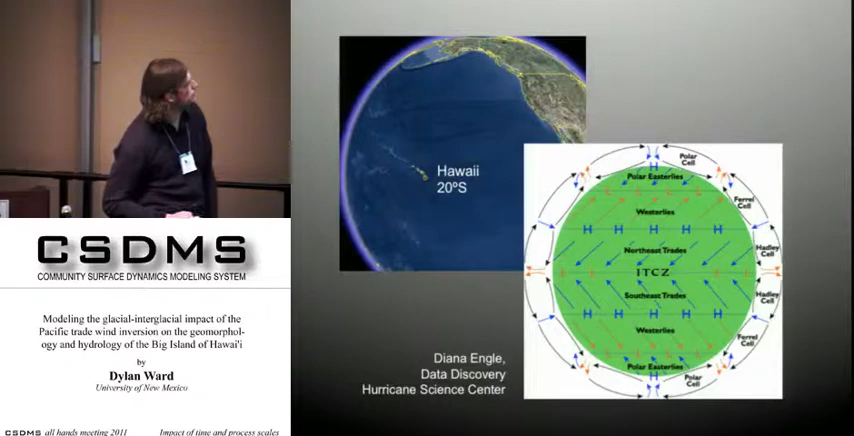 CSDMS
COMMUNITY SURFACE DYNAMICS MODELING SYSTEM
Modeling the glacial-interglacial impact of the
Pacific trade wind inversion on the geomorphol-
ogy and hydrology of the Big Island of Hawai'i
by
Dylan Ward
University of New Mexico
CSDMS all hands meeting 2011 Impact of time and process scales
Hawaii
20ºS
Diana Engle,
Data Discovery
Hurricane Science Center
Polar Cell
H
Polar Easterlies
Ferrel Cell
Westerlies
H H H H
Hadley Cell
Northeast Trades
ITCZ
Southeast Trades
Hadley Cell
H H H H
Westerlies
Ferrel Cell
Polar Easterlies
H
Polar Cell